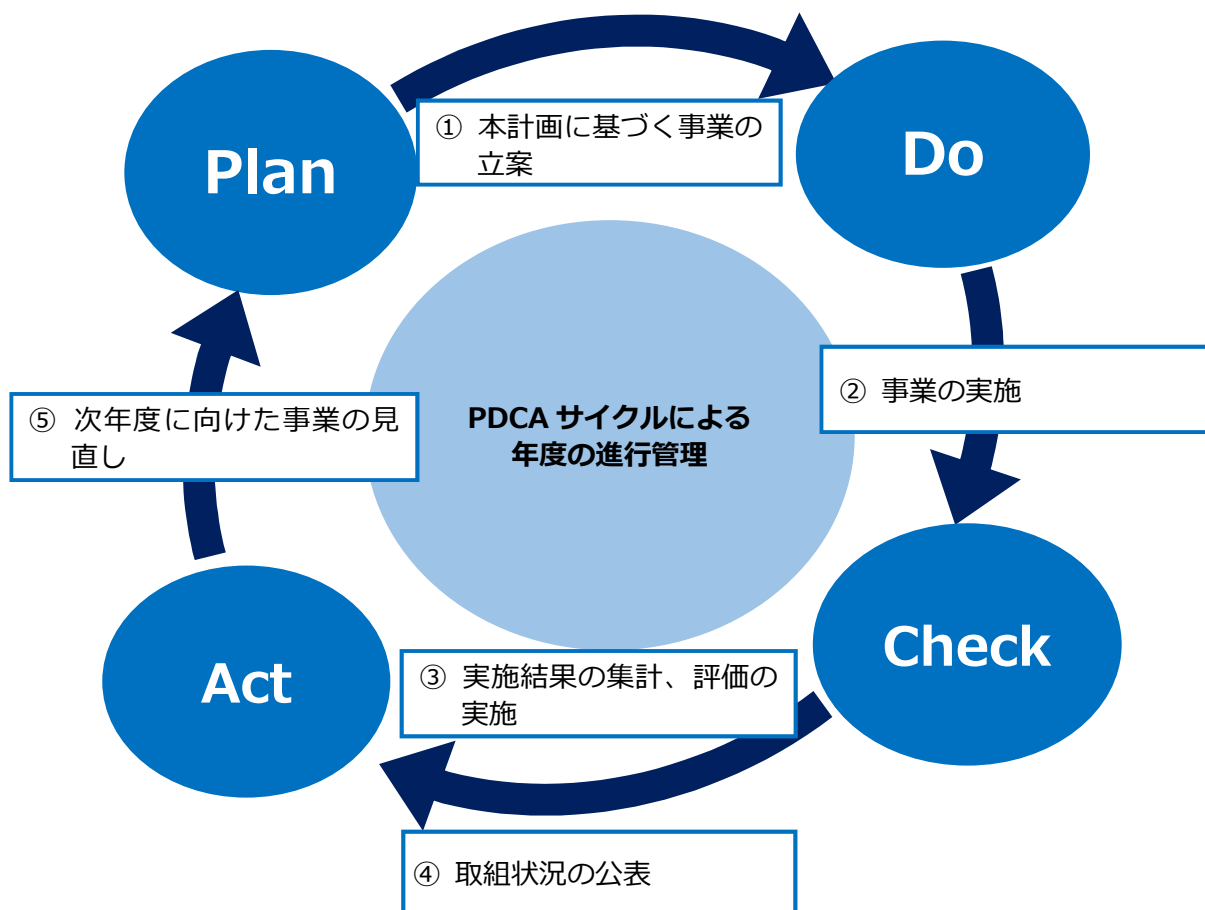 Plan
① 本計画に基づく事業の
立案
Do
② 事業の実施
PDCA サイクルによる
年度の進行管理
⑤ 次年度に向けた事業の見
直し
Check
③ 実施結果の集計、評価の
実施
Act
④ 取組状況の公表